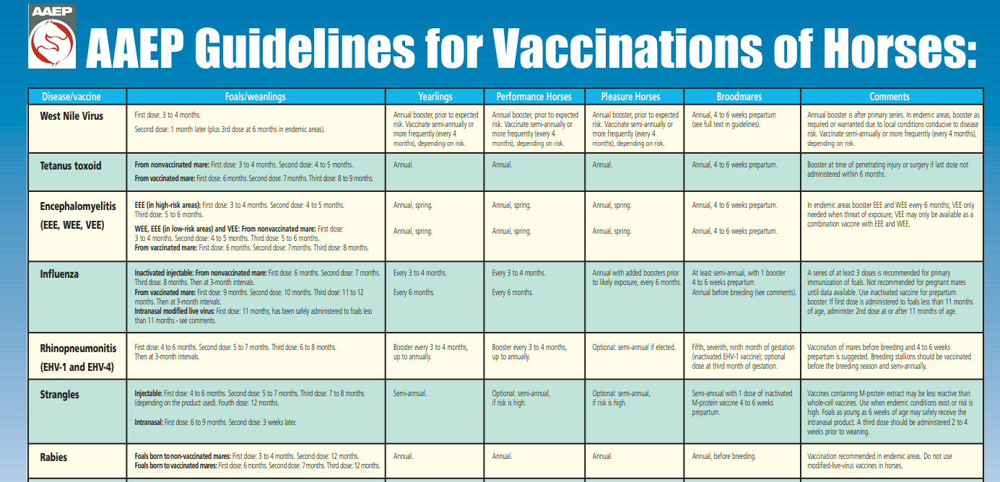 AAEP
AAEP Guidelines for Vaccinations of Horses:
Disease/vaccine
Foals/weanlings
Yearlings
Performance Horses
Pleasure Horses
Broodmares
Comments
West Nile Virus
First dose: 3 to 4 months.
Second dose: 1 month later (plus 3rd dose at 6 months in endemic areas).
Annual booster, prior to expected
risk. Vaccinate semi-annually or
more frequently (every 4
months), depending on risk.
Annual booster, prior to expected
risk. Vaccinate semi-annually or
more frequently (every 4
months), depending on risk.
Annual booster, prior to expected
risk. Vaccinate semi-annually or
more frequently (every 4
months), depending on risk.
Annual, 4 to 6 weeks prepartum
(see full text in guidelines).
Annual booster is after primary series. In endemic areas, booster as
required or warranted due to local conditions conducive to disease
risk. Vaccinate semi-annually or more frequently (every 4 months),
depending on risk.
Tetanus toxoid
From nonvaccinated mare: First dose: 3 to 4 months. Second dose: 4 to 5 months.
From vaccinated mare: First dose: 6 months. Second dose: 7 months. Third dose: 8 to 9 months.
Annual.
Annual.
Annual.
Annual, 4 to 6 weeks prepartum.
Booster at time of penetrating injury or surgery if last dose not
administered within 6 months.
Encephalomyelitis
(EEE, WEE, VEE)
EEE (in high-risk areas): First dose: 3 to 4 months. Second dose: 4 to 5 months.
Third dose: 5 to 6 months.
WEE, EEE (in low-risk areas) and VEE: From nonvaccinated mare: First dose:
3 to 4 months. Second dose: 4 to 5 months. Third dose: 5 to 6 months.
From vaccinated mare: First dose: 6 months. Second dose: 7 months. Third dose: 8 months.
Annual, spring.
Annual, spring.
Annual, spring.
Annual, spring.
Annual, spring.
Annual, spring.
Annual, 4 to 6 weeks prepartum.
Annual, 4 to 6 weeks prepartum.
In endemic areas booster EEE and WEE every 6 months; VEE only
needed when threat of exposure; VEE may only be available as a
combination vaccine with EEE and WEE.
Influenza
Inactivated injectable: From nonvaccinated mare: First dose: 6 months. Second dose: 7 months.
Third dose: 8 months. Then at 3-month intervals.
From vaccinated mare: First dose: 9 months. Second dose: 10 months. Third dose: 11 to 12
months. Then at 3-month intervals.
Intranasal modified live virus: First dose: 11 months; has been safely administered to foals less
than 11 months - see comments.
Every 3 to 4 months.
Every 6 months.
Every 3 to 4 months.
Every 6 months.
Annual with added boosters prior
to likely exposure, every 6 months.
At least semi-annual, with 1 booster
4 to 6 weeks prepartum.
Annual before breeding (see comments).
A series of at least 3 doses is recommended for primary
immunization of foals. Not recommended for pregnant mares
until data available. Use inactivated vaccine for prepartum
booster. If first dose is administered to foals less than 11 months
of age, administer 2nd dose at or after 11 months of age.
Rhinopneumonitis
(EHV-1 and EHV-4)
First dose: 4 to 6 months. Second dose: 5 to 7 months. Third dose: 6 to 8 months.
Then at 3-month intervals.
Booster every 3 to 4 months,
up to annually.
Booster every 3 to 4 months,
up to annually.
Optional: semi-annual if elected.
Fifth, seventh, ninth month of gestation
(inactivated EHV-1 vaccine); optional
dose at third month of gestation.
Vaccination of mares before breeding and 4 to 6 weeks
prepartum is suggested. Breeding stallions should be vaccinated
before the breeding season and semi-annually.
Strangles
Injectable: First dose: 4 to 6 months. Second dose: 5 to 7 months. Third dose: 7 to 8 months
(depending on the product used). Fourth dose: 12 months.
Intranasal: First dose: 6 to 9 months. Second dose: 3 weeks later.
Semi-annual.
Optional: semi-annual,
if risk is high.
Optional: semi-annual,
if risk is high.
Semi-annual with 1 dose of inactivated
M-protein vaccine 4 to 6 weeks
prepartum.
Vaccines containing M-protein extract may be less reactive than
whole-cell vaccines. Use when endemic conditions exist or risk is
high. Foals as young as 6 weeks of age may safely receive the
intranasal product. A third dose should be administered 2 to 4
weeks prior to weaning.
Rabies
Foals born to non-vaccinated mares: First dose: 3 to 4 months. Second dose: 12 months.
Foals born to vaccinated mares: First dose: 6 months. Second dose: 7 months. Third dose: 12 months.
Annual.
Annual.
Annual.
Annual, before breeding.
Vaccination recommended in endemic areas. Do not use
modified-live-virus vaccines in horses.